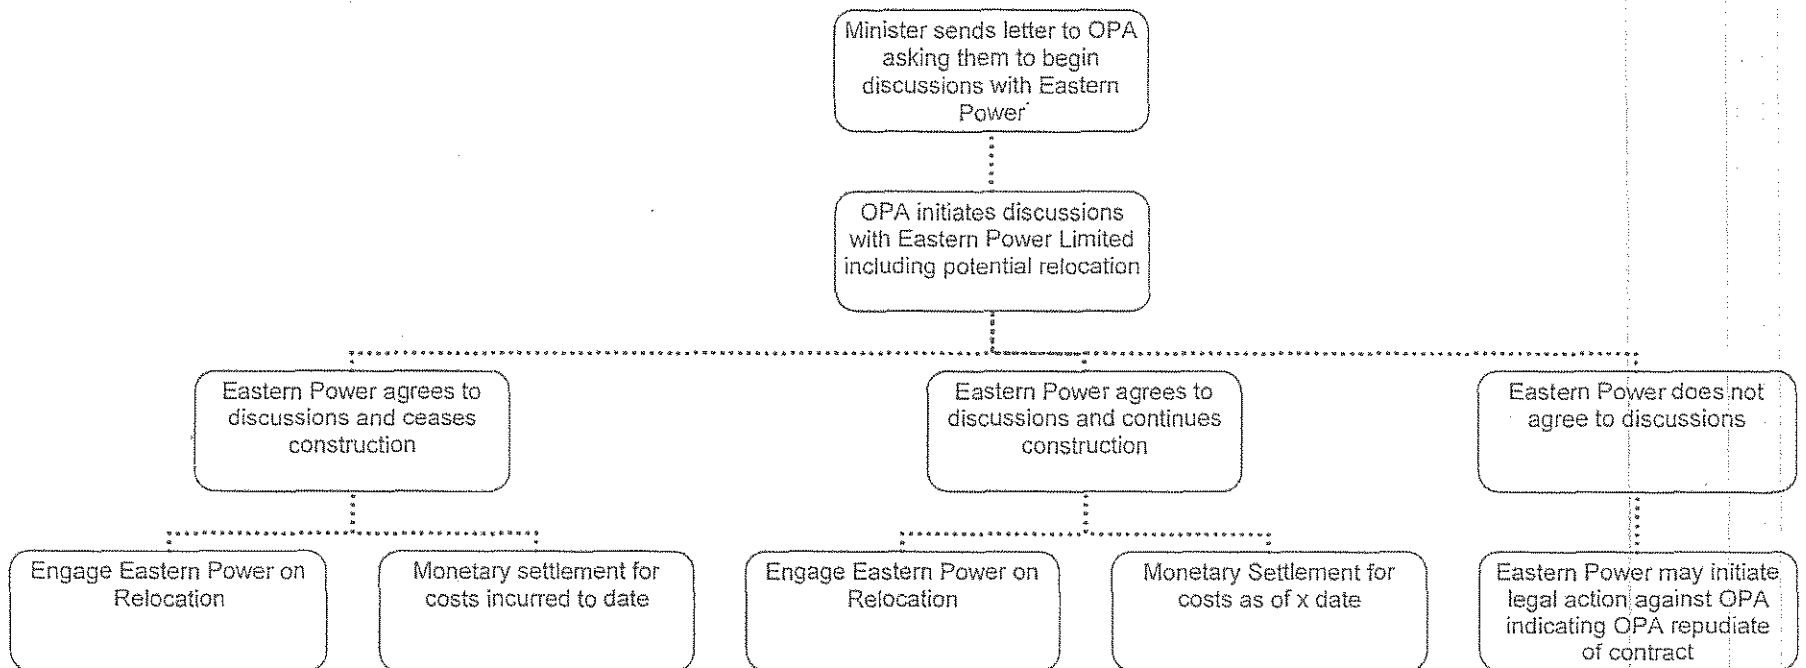 Minister sends letter to OPA
asking them to begin
discussions with Eastern
Power
OPA initiates discussions
with Eastern Power Limited
including potential relocation
Eastern Power agrees to
discussions and ceases
construction
Eastern Power agrees to
discussions and continues
construction
Eastern Power does not
agree to discussions
Engage Eastern Power on
Relocation
Monetary settlement for
costs incurred to date
Engage Eastern Power on
Relocation
Monetary Settlement for
costs as of x date
Eastern Power may initiate
legal action against OPA
indicating OPA repudiate
of contract